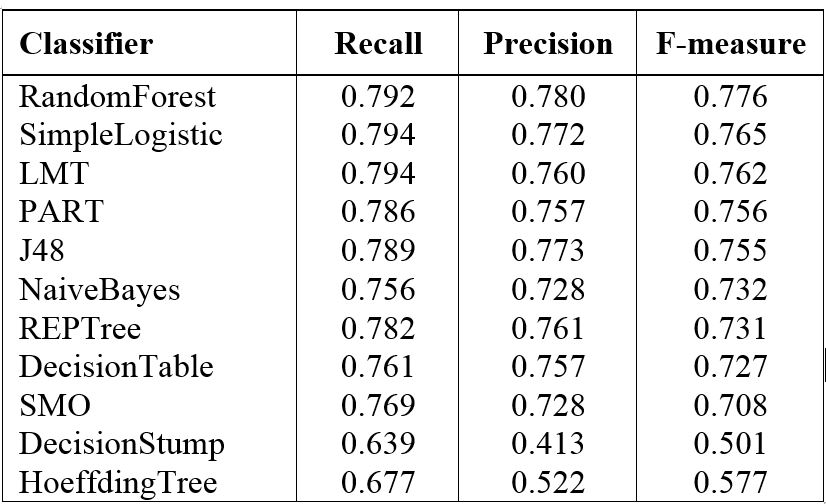 Classifier Recall Precision F-measure
RandomForest 0.792 0.780 0.776
SimpleLogistic 0.794 0.772 0.765
LMT 0.794 0.760 0.762
PART 0.786 0.757 0.756
J48 0.789 0.773 0.755
NaiveBayes 0.756 0.728 0.732
REPTree 0.782 0.761 0.731
DecisionTable 0.761 0.757 0.727
SMO 0.769 0.728 0.708
DecisionStump 0.639 0.413 0.501
HoeffdingTree 0.677 0.522 0.577